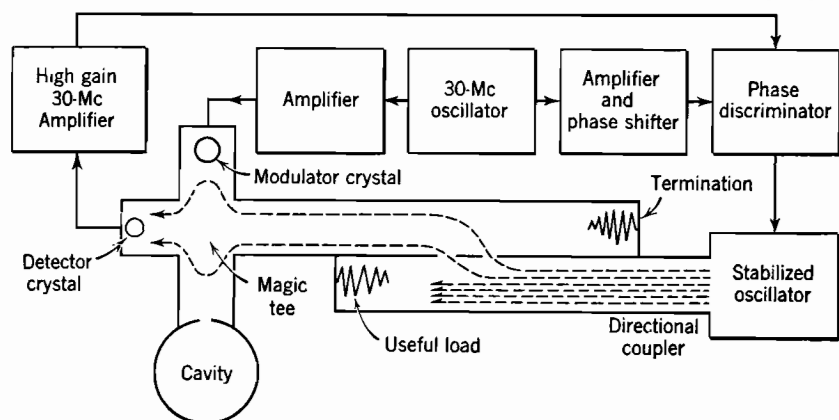 High gain
30-Mc
Amplifier
Amplifier
30-Mc
oscillator
Amplifier
and
phase shifter
Phase
discriminator
Modulator crystal
Termination
Detector
crystal
Magic
tee
Useful load
Directional
coupler
Stabilized
oscillator
Cavity